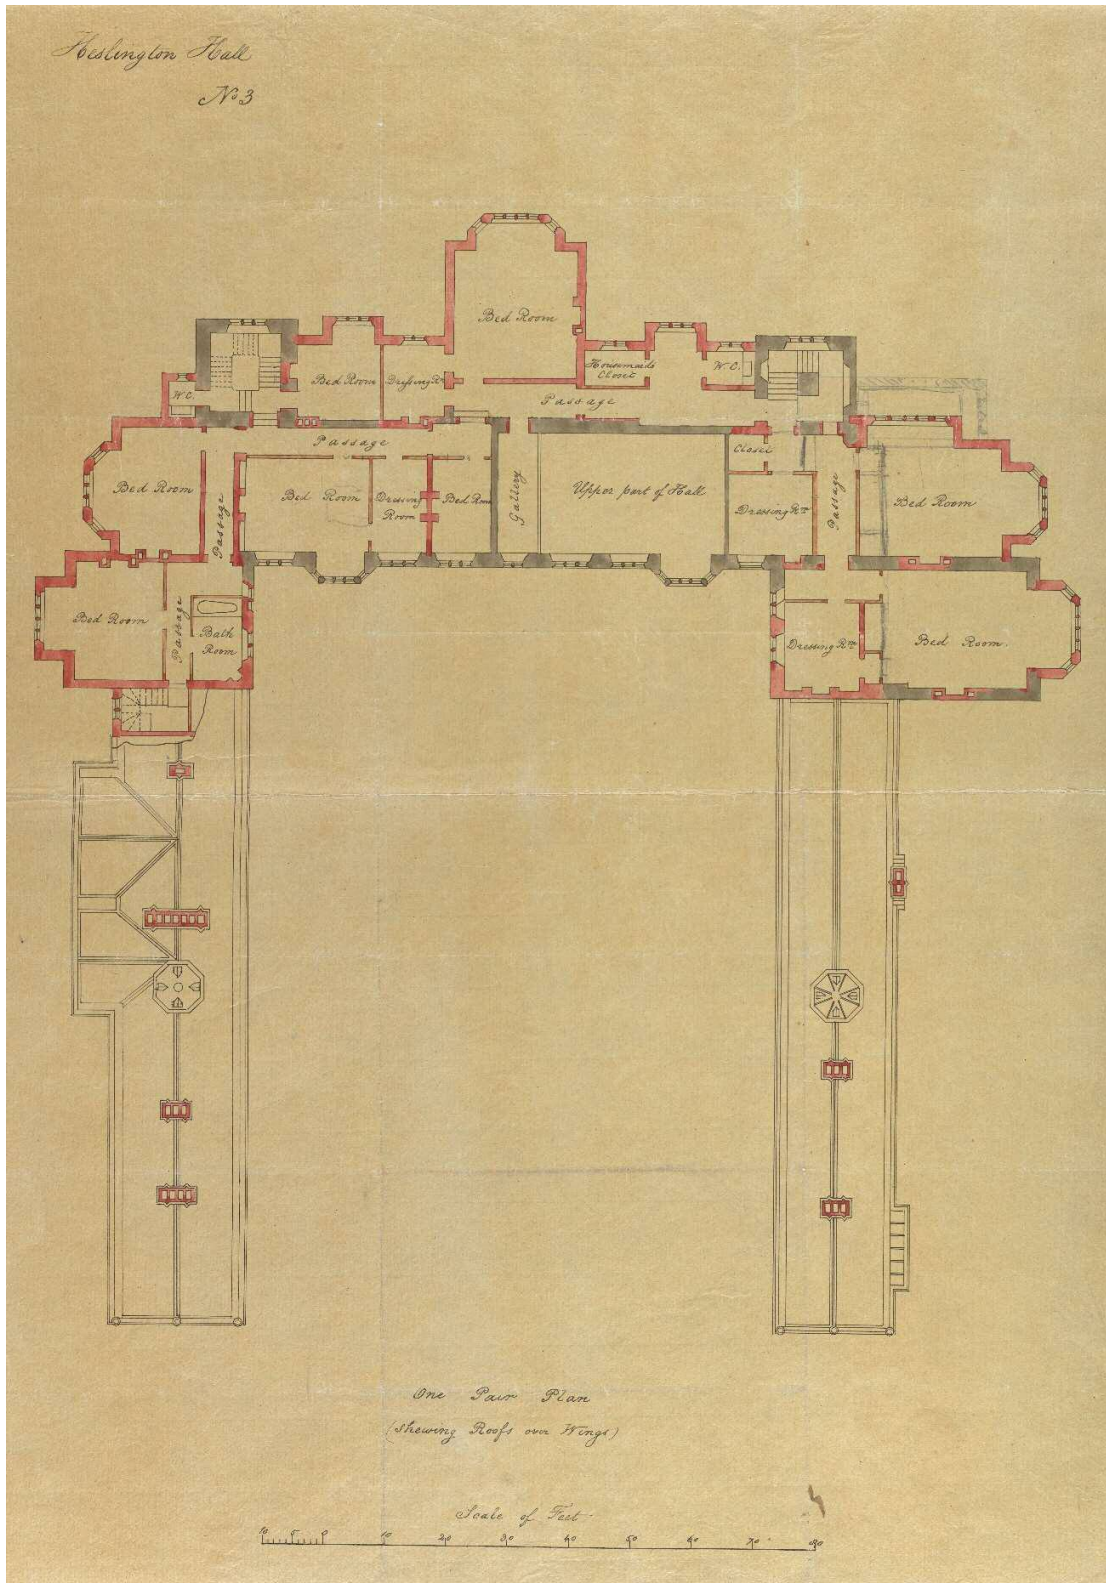 Heslington Hall
No 3
Bed Room
Housemaids
Closet
W.C.
Bed Room
Dressing Rm
W.C.
Passage
Passage
Closet
Bed Room
Passage
Bed Room
Dressing
Room
Bed Room
Gallery
Upper part of Hall
Dressing Rm
Passage
Bed Room
Bed Room
Passage
Bath
Room
Dressing Rm
Bed Room.
One Pair Plan
(Shewing Roofs over Wings)
Scale of Feet
10 5 0 10 20 30 40 50 60 70 80